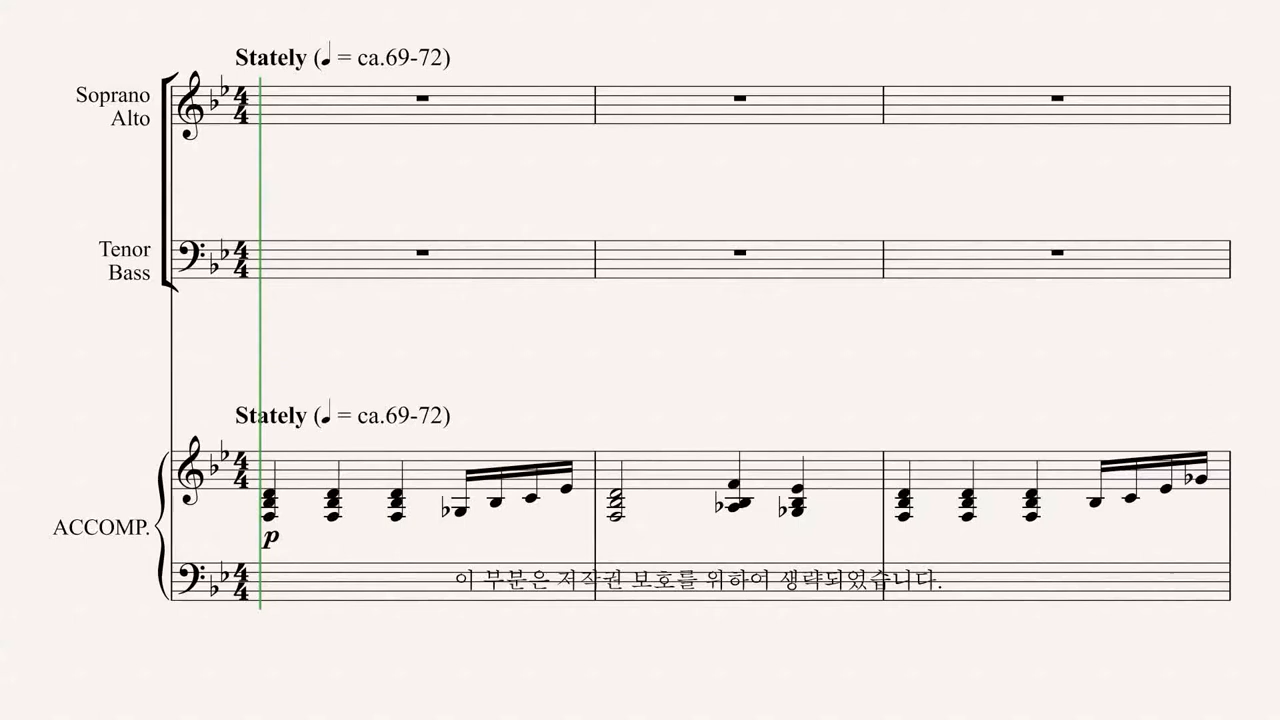 Stately (♩ = ca.69-72)
Soprano
Alto
Tenor
Bass
Stately (♩ = ca.69-72)
ACCOMP.
p
이 부분은 저작권 보호를 위하여 생략되었습니다.